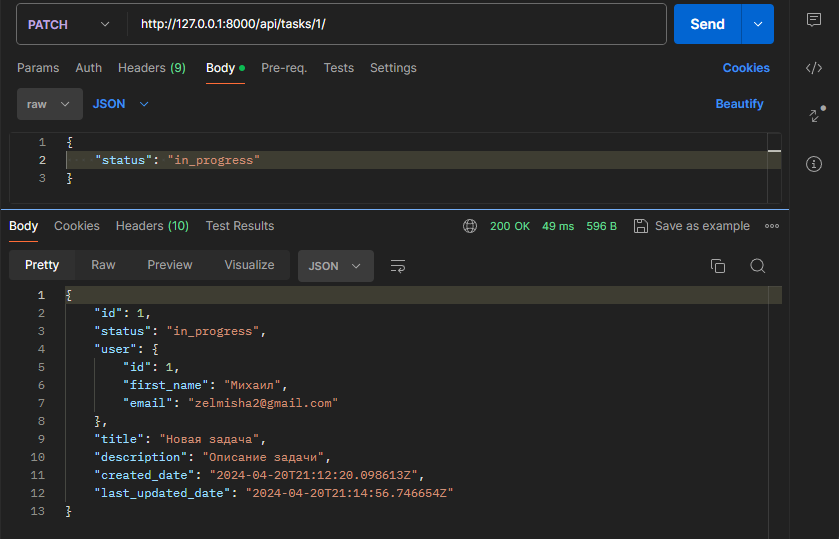 PATCH http://127.0.0.1:8000/api/tasks/1/ Send
Params Auth Headers (9) Body Pre-req. Tests Settings Cookies
raw JSON Beautify
1 {
2 "status": "in_progress"
3 }
Body Cookies Headers (10) Test Results 200 OK 49 ms 596 B Save as example
Pretty Raw Preview Visualize JSON
1 {
2 "id": 1,
3 "status": "in_progress",
4 "user": {
5 "id": 1,
6 "first_name": "Михаил",
7 "email": "zelmisha2@gmail.com"
8 },
9 "title": "Новая задача",
10 "description": "Описание задачи",
11 "created_date": "2024-04-20T21:12:20.098613Z",
12 "last_updated_date": "2024-04-20T21:14:56.746654Z"
13 }